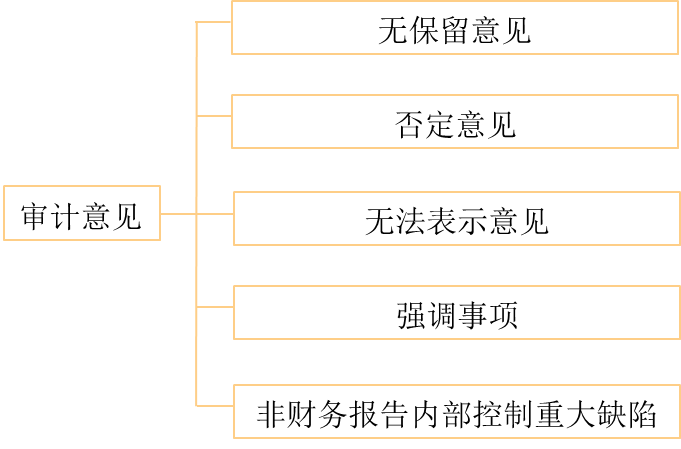 无保留意见
否定意见
审计意见
无法表示意见
强调事项
非财务报告内部控制重大缺陷